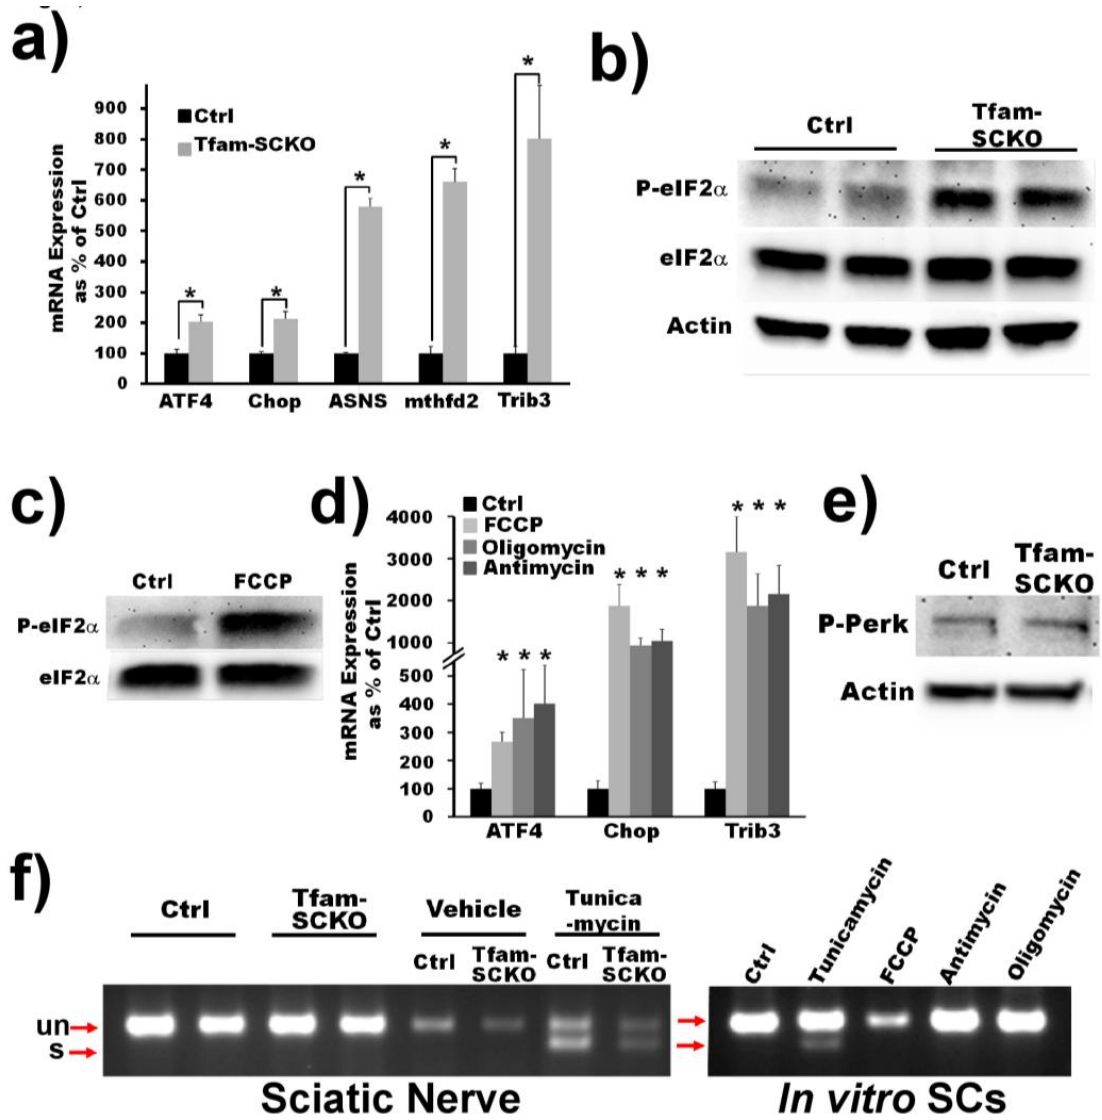 a)
Ctrl
Tfam-SCKO
mRNA Expression
as % of Ctrl
900
800
700
600
500
400
300
200
100
0
* * * * *
ATF4 Chop ASNS mthfd2 Trib3
b)
Ctrl
Tfam-
SCKO
P-eIF2α
eIF2α
Actin
c)
Ctrl FCCP
P-eIF2α
eIF2α
d)
Ctrl
FCCP
Oligomycin
Antimycin
mRNA Expression
as % of Ctrl
4000
3000
2000
1000
500
400
300
200
100
0
* * *
* * *
* * *
ATF4 Chop Trib3
e)
Ctrl
Tfam-
SCKO
P-Perk
Actin
f)
Ctrl
Tfam-
SCKO
Vehicle
Tunica
-mycin
Ctrl
Tfam-
SCKO
Ctrl
Tfam-
SCKO
un
s
Sciatic Nerve
Ctrl
Tunicamycin
FCCP
Antimycin
Oligomycin
In vitro SCs